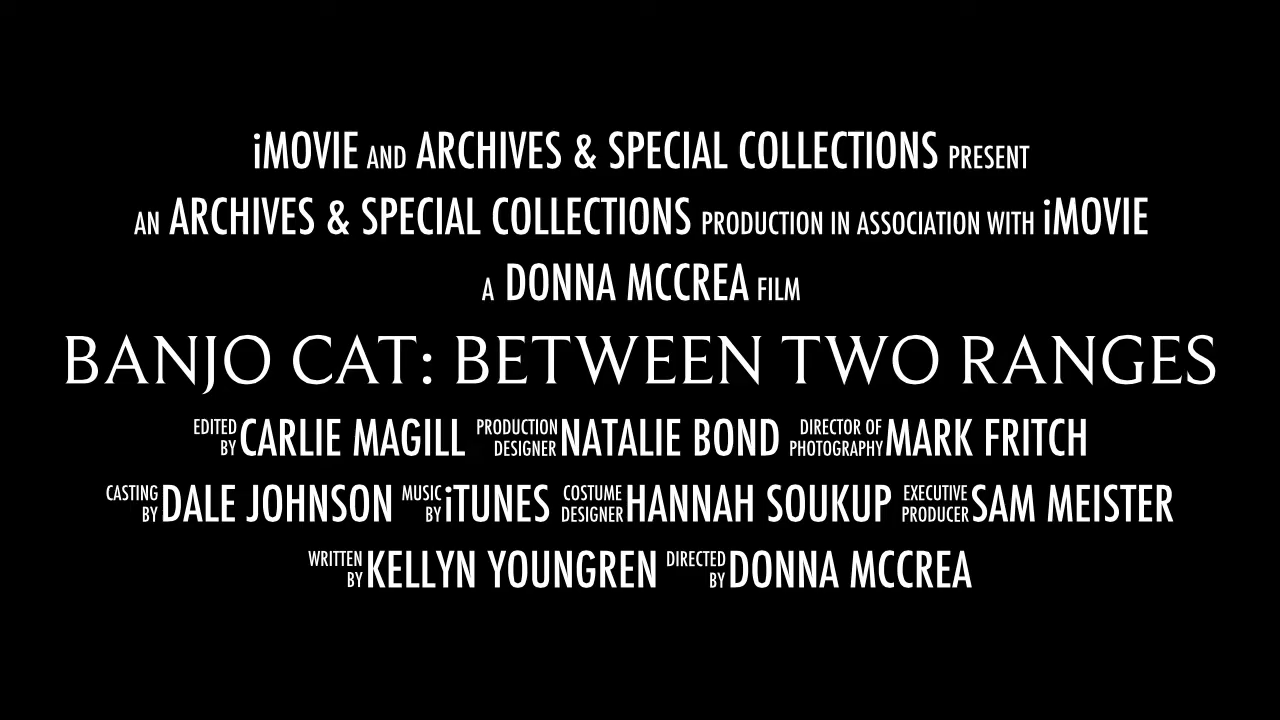 iMOVIE AND ARCHIVES & SPECIAL COLLECTIONS PRESENT
AN ARCHIVES & SPECIAL COLLECTIONS PRODUCTION IN ASSOCIATION WITH iMOVIE
A DONNA MCCREA FILM
BANJO CAT: BETWEEN TWO RANGES
EDITED BY CARLIE MAGILL PRODUCTION DESIGNER NATALIE BOND DIRECTOR OF PHOTOGRAPHY MARK FRITCH
CASTING BY DALE JOHNSON MUSIC BY iTUNES COSTUME DESIGNER HANNAH SOUKUP EXECUTIVE PRODUCER SAM MEISTER
WRITTEN BY KELLYN YOUNGREN DIRECTED BY DONNA MCCREA